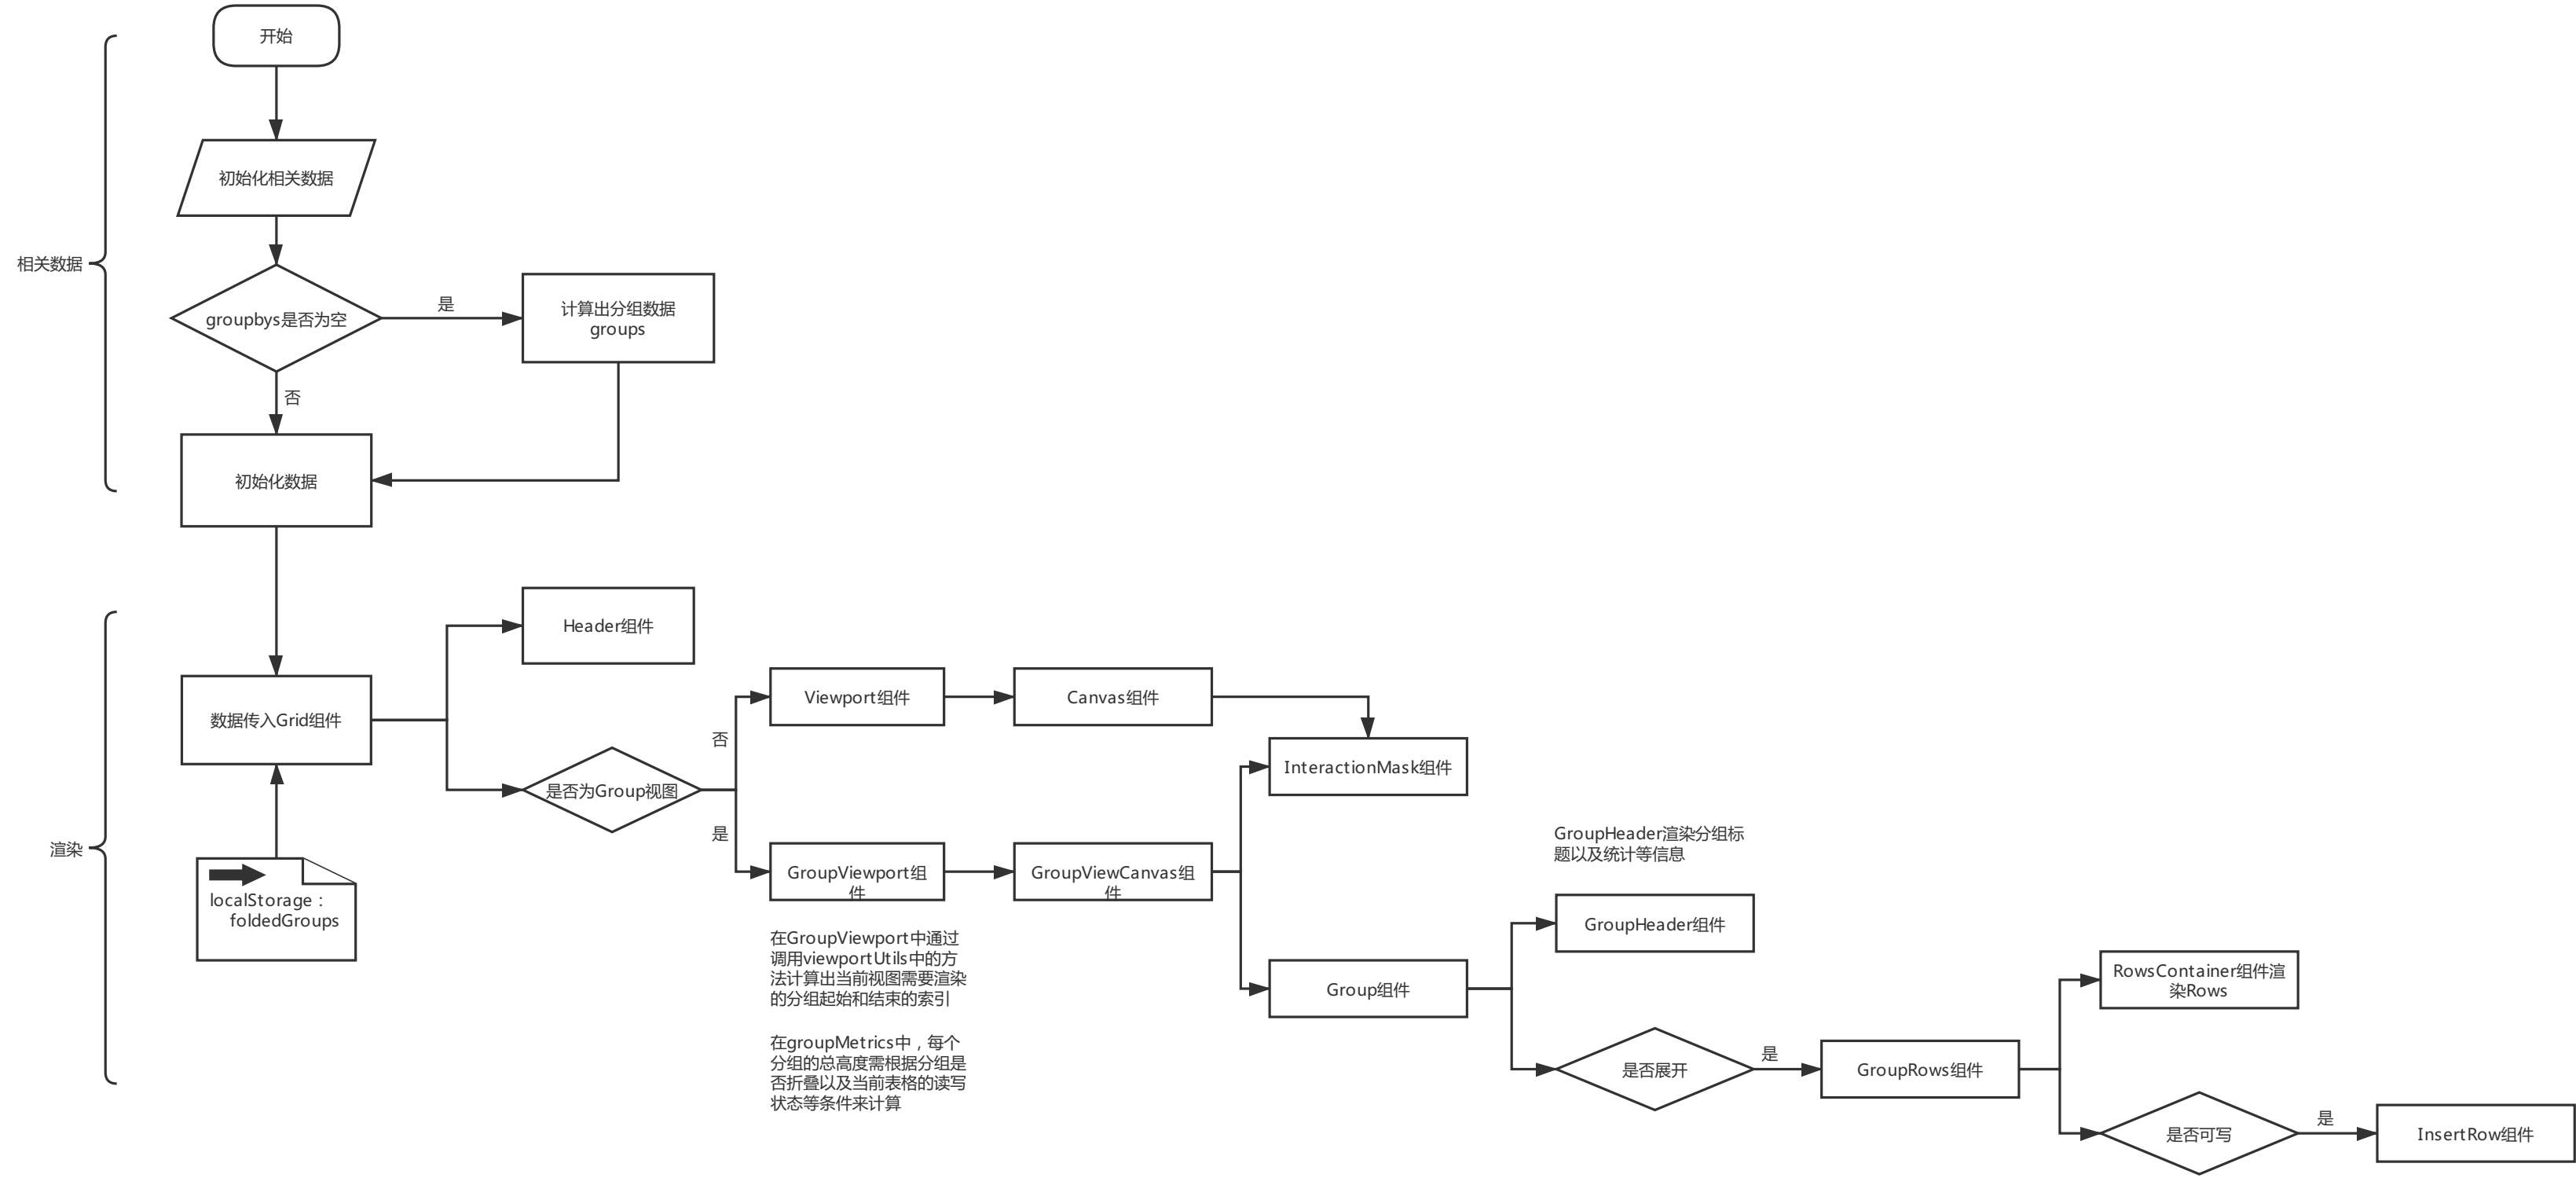 开始
初始化相关数据
相关数据
groupbys是否为空
是
计算出分组数据
groups
否
初始化数据
Header组件
数据传入Grid组件
是否为Group视图
否
是
Viewport组件
Canvas组件
InteractionMask组件
渲染
localStorage：
foldedGroups
GroupViewport组
件
GroupViewCanvas组
件
在GroupViewport中通过
调用viewportUtils中的方
法计算出当前视图需要渲染
的分组起始和结束的索引
在groupMetrics中，每个
分组的总高度需根据分组是
否折叠以及当前表格的读写
状态等条件来计算
GroupHeader渲染分组标
题以及统计等信息
GroupHeader组件
Group组件
是否展开
是
GroupRows组件
RowsContainer组件渲
染Rows
是否可写
是
InsertRow组件